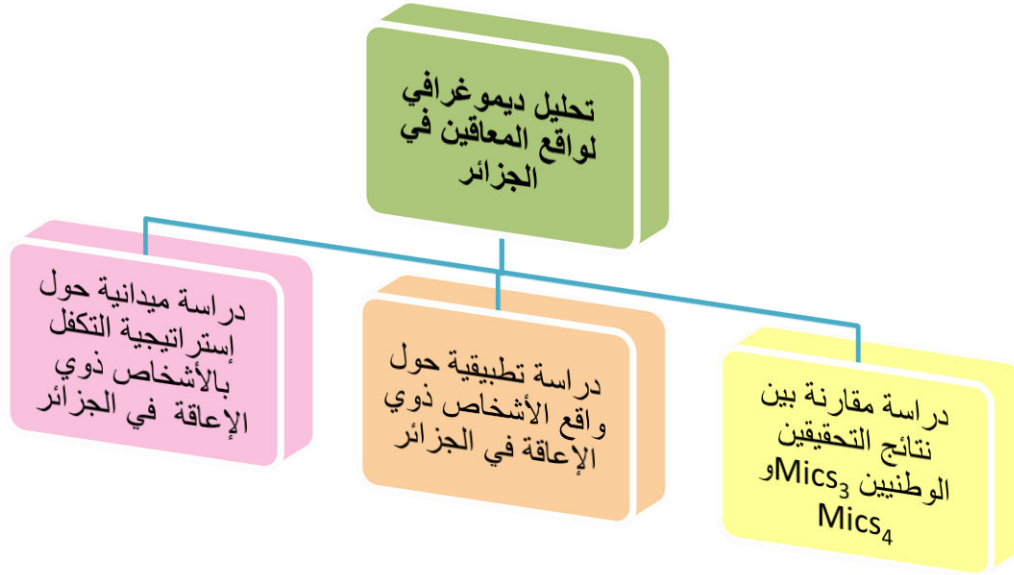 تحليل ديموغرافي
لواقع المعاقين في
الجزائر
دراسة مقارنة بين
نتائج التحقيقين
الوطنيين Mics₃و
Mics₄
دراسة تطبيقية حول
واقع الأشخاص ذوي
الإعاقة في الجزائر
دراسة ميدانية حول
إستراتيجية التكفل
بالأشخاص ذوي
الإعاقة في الجزائر